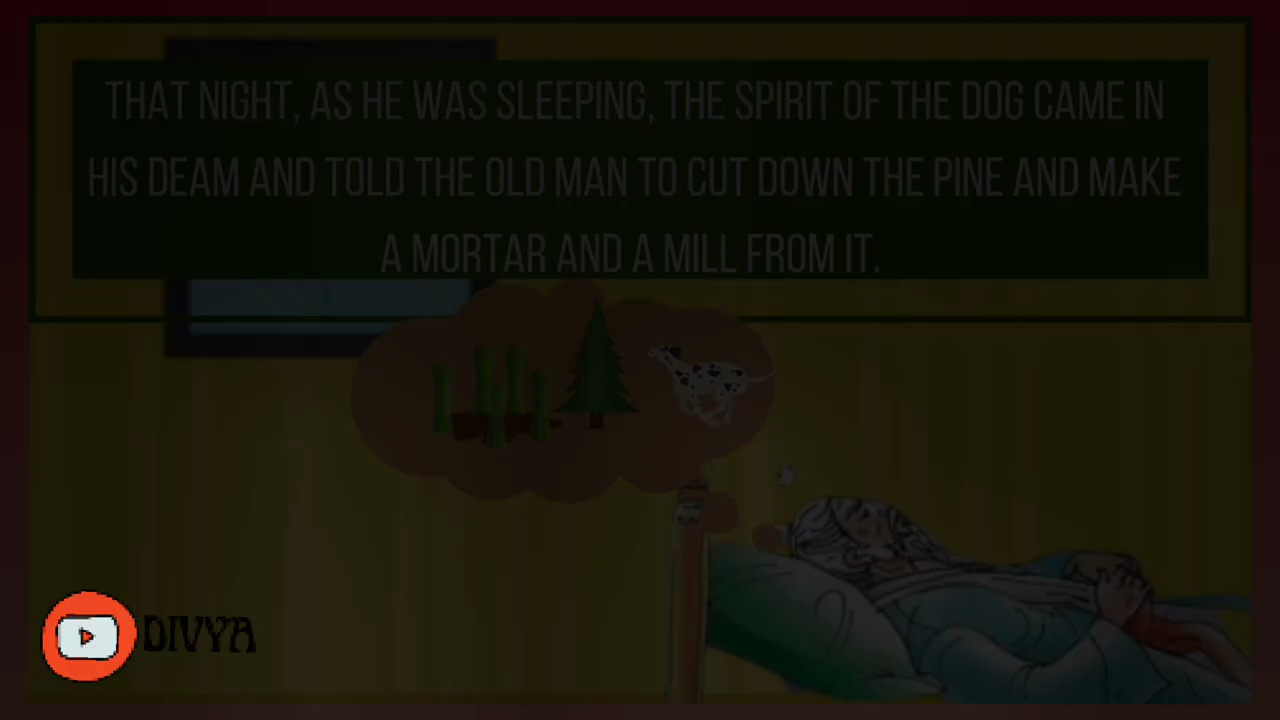 THAT NIGHT, AS HE WAS SLEEPING, THE SPIRIT OF THE DOG CAME IN
HIS DEAM AND TOLD THE OLD MAN TO CUT DOWN THE PINE AND MAKE
A MORTAR AND A MILL FROM IT.
DIVYA